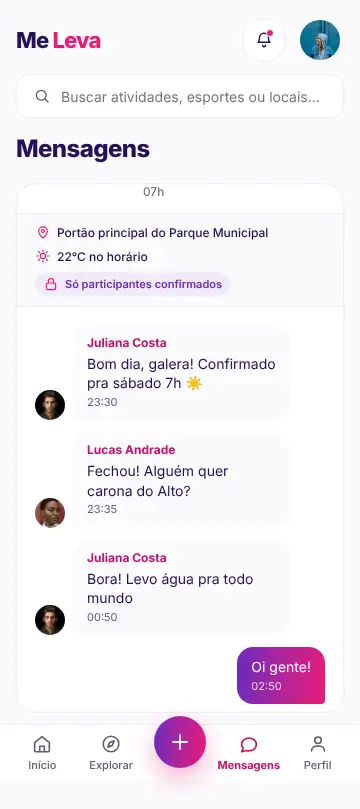 Me Leva
Buscar atividades, esportes ou locais...
Mensagens
07h
Portão principal do Parque Municipal
22°C no horário
Só participantes confirmados
Juliana Costa
Bom dia, galera! Confirmado
pra sábado 7h ☀️
23:30
Lucas Andrade
Fechou! Alguém quer
carona do Alto?
23:35
Juliana Costa
Bora! Levo água pra todo
mundo
00:50
Oi gente!
02:50
Início
Explorar
Mensagens
Perfil